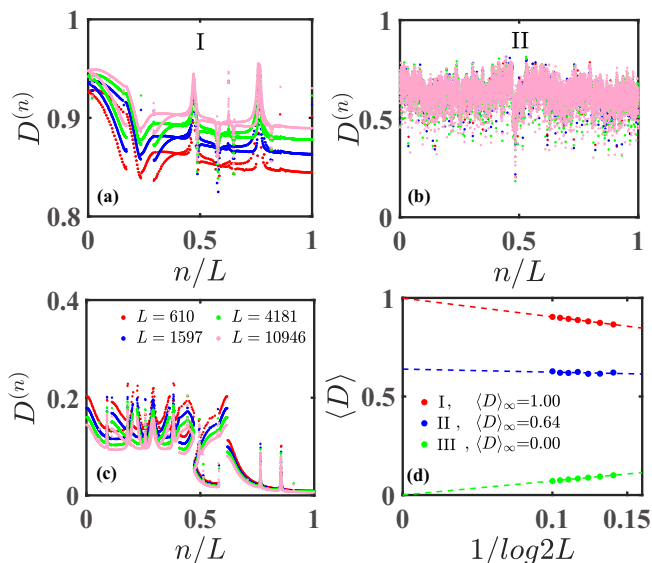 1
0.9
0.8
D^{(n)}
I
(a)
0
0.5
1
n/L
1
0.5
0
D^{(n)}
II
(b)
0
0.5
1
n/L
0.4
0.2
0
D^{(n)}
L = 610
L = 4181
L = 1597
L = 10946
(c)
0
0.5
1
n/L
1
0.5
0
⟨D⟩
I , ⟨D⟩∞=1.00
II , ⟨D⟩∞=0.64
III , ⟨D⟩∞=0.00
(d)
0
0.1
0.15
1/log2L